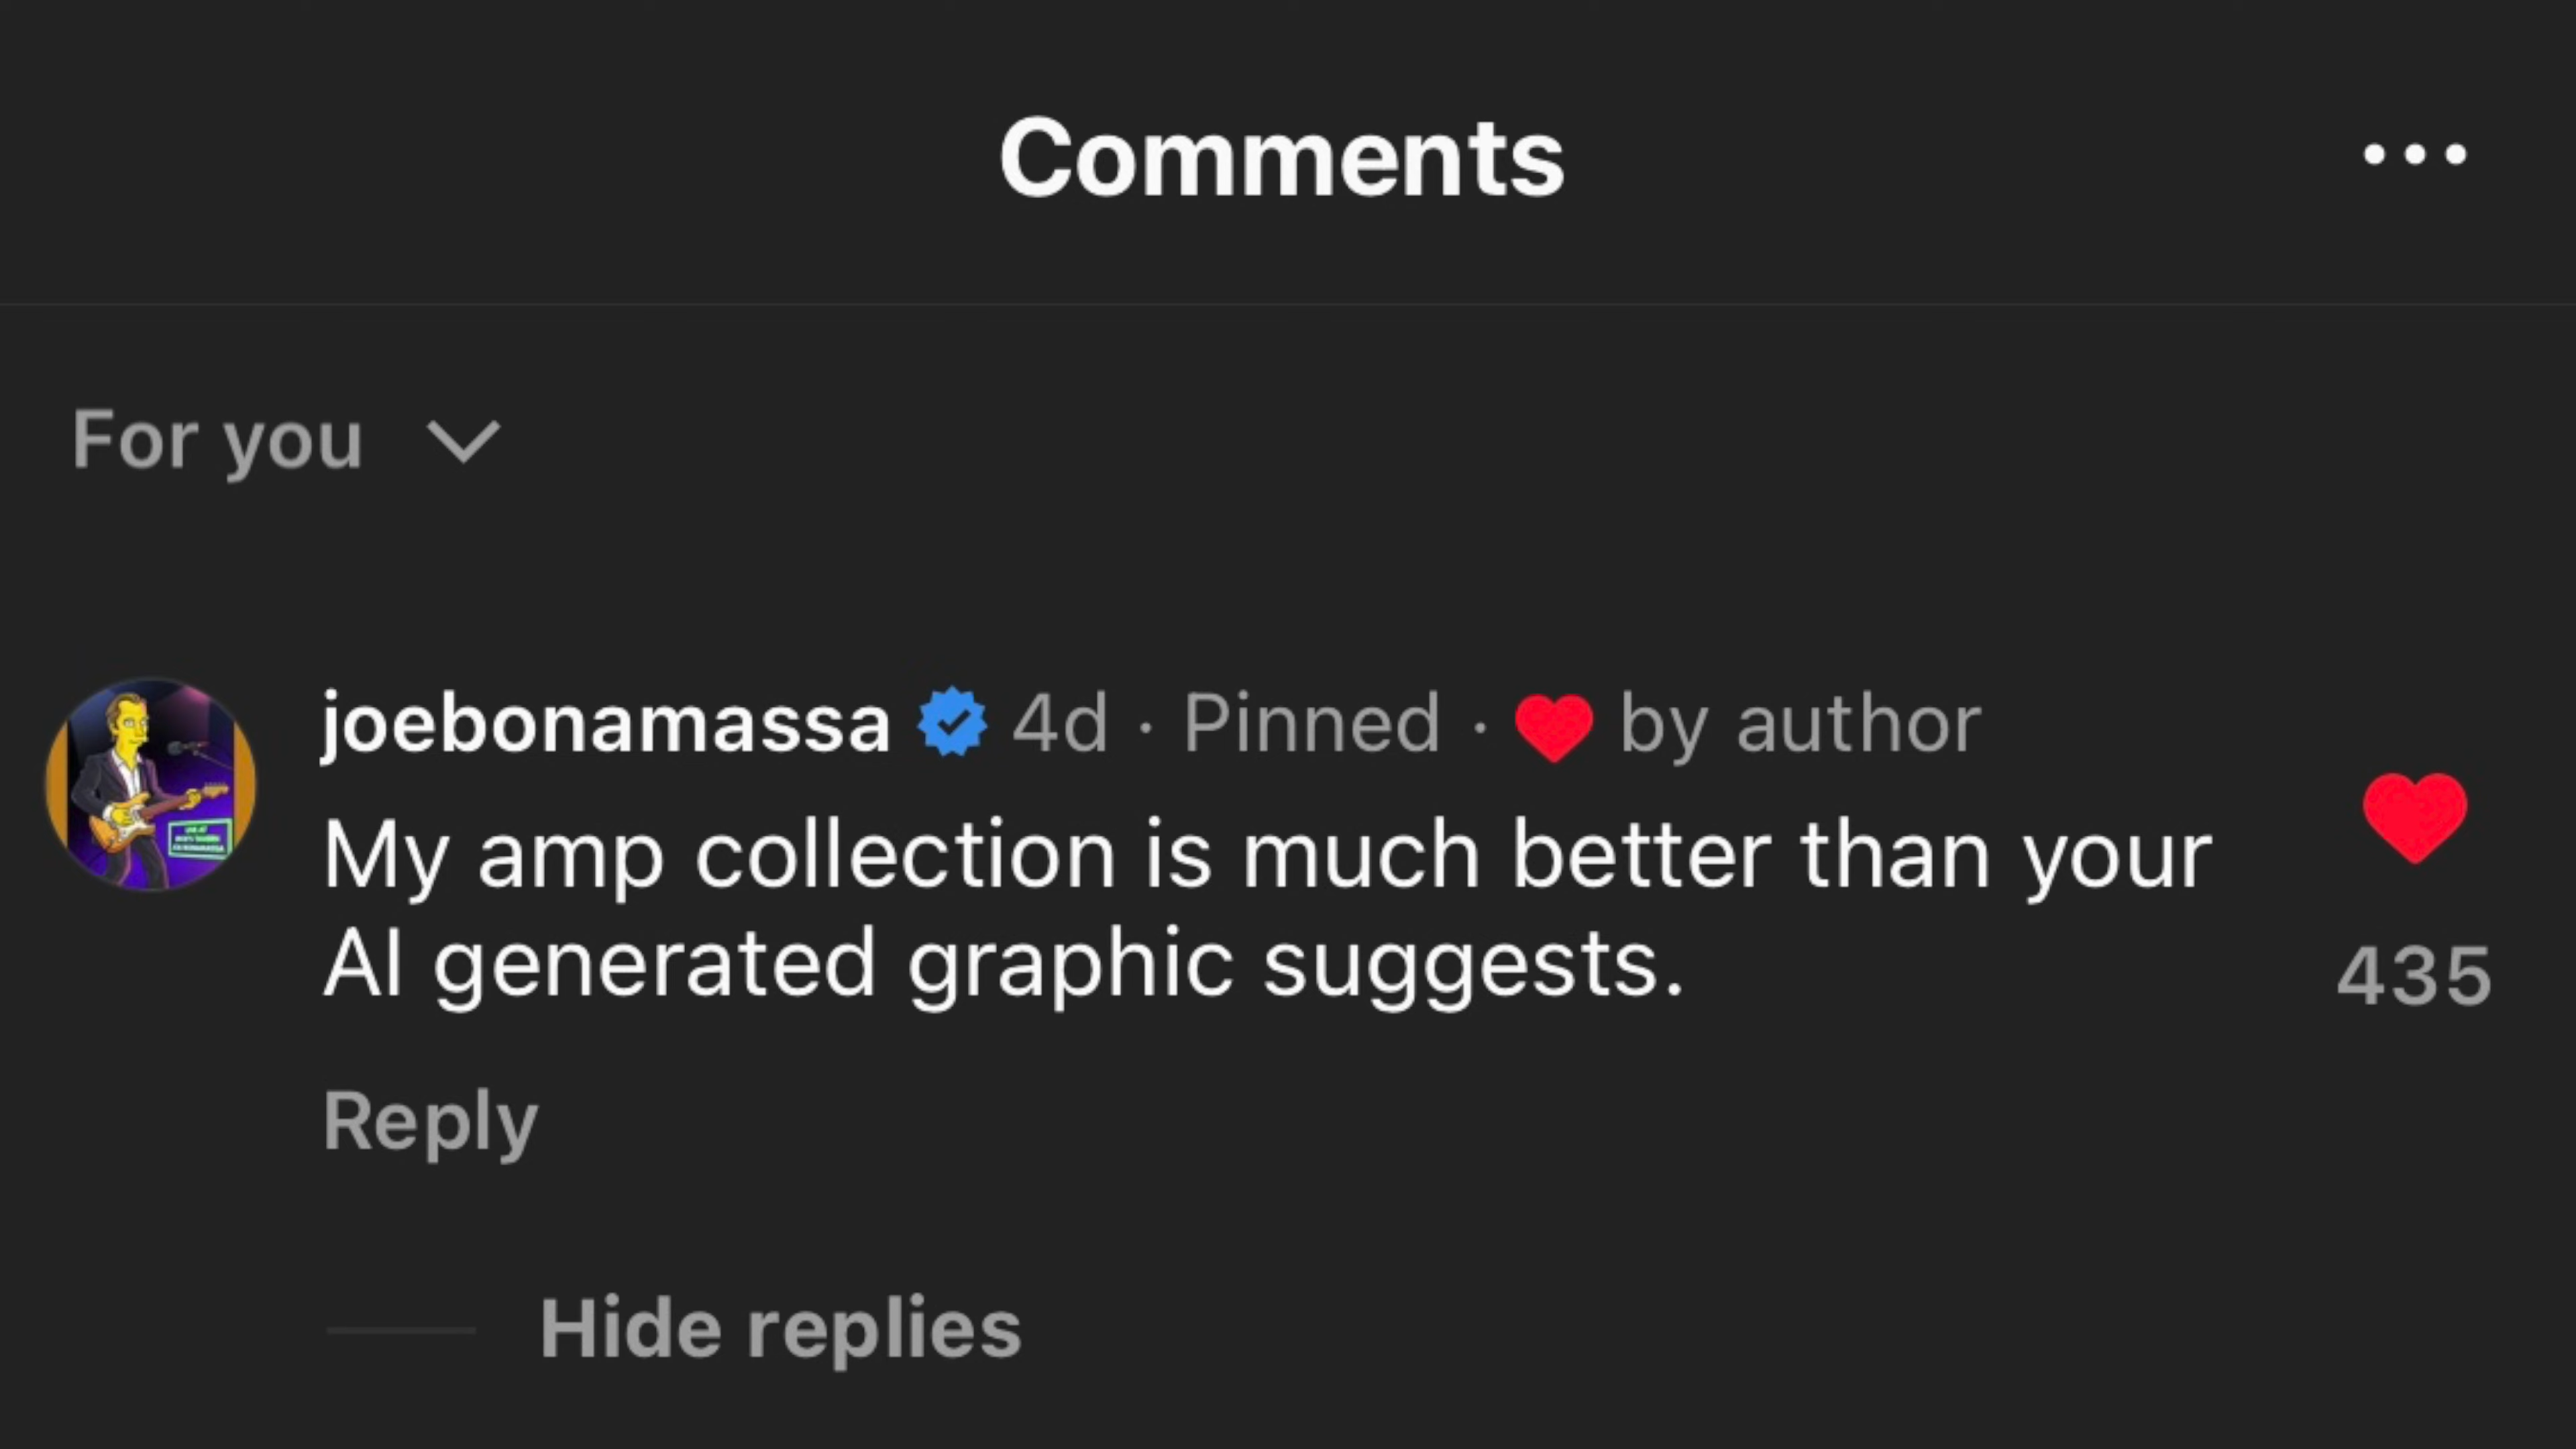 Comments
For you
joebonamassa 4d · Pinned · by author
My amp collection is much better than your
AI generated graphic suggests.
435
Reply
Hide replies